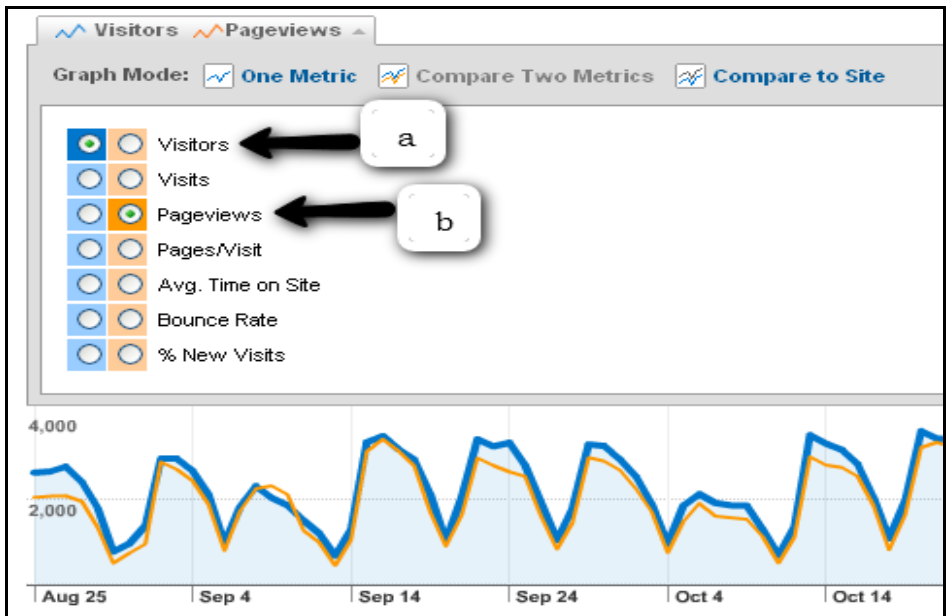 Visitors Pageviews
Graph Mode: One Metric Compare Two Metrics Compare to Site
Visitors a
Visits
Pageviews b
Pages/Visit
Avg. Time on Site
Bounce Rate
% New Visits
4,000
2,000
Aug 25 Sep 4 Sep 14 Sep 24 Oct 4 Oct 14